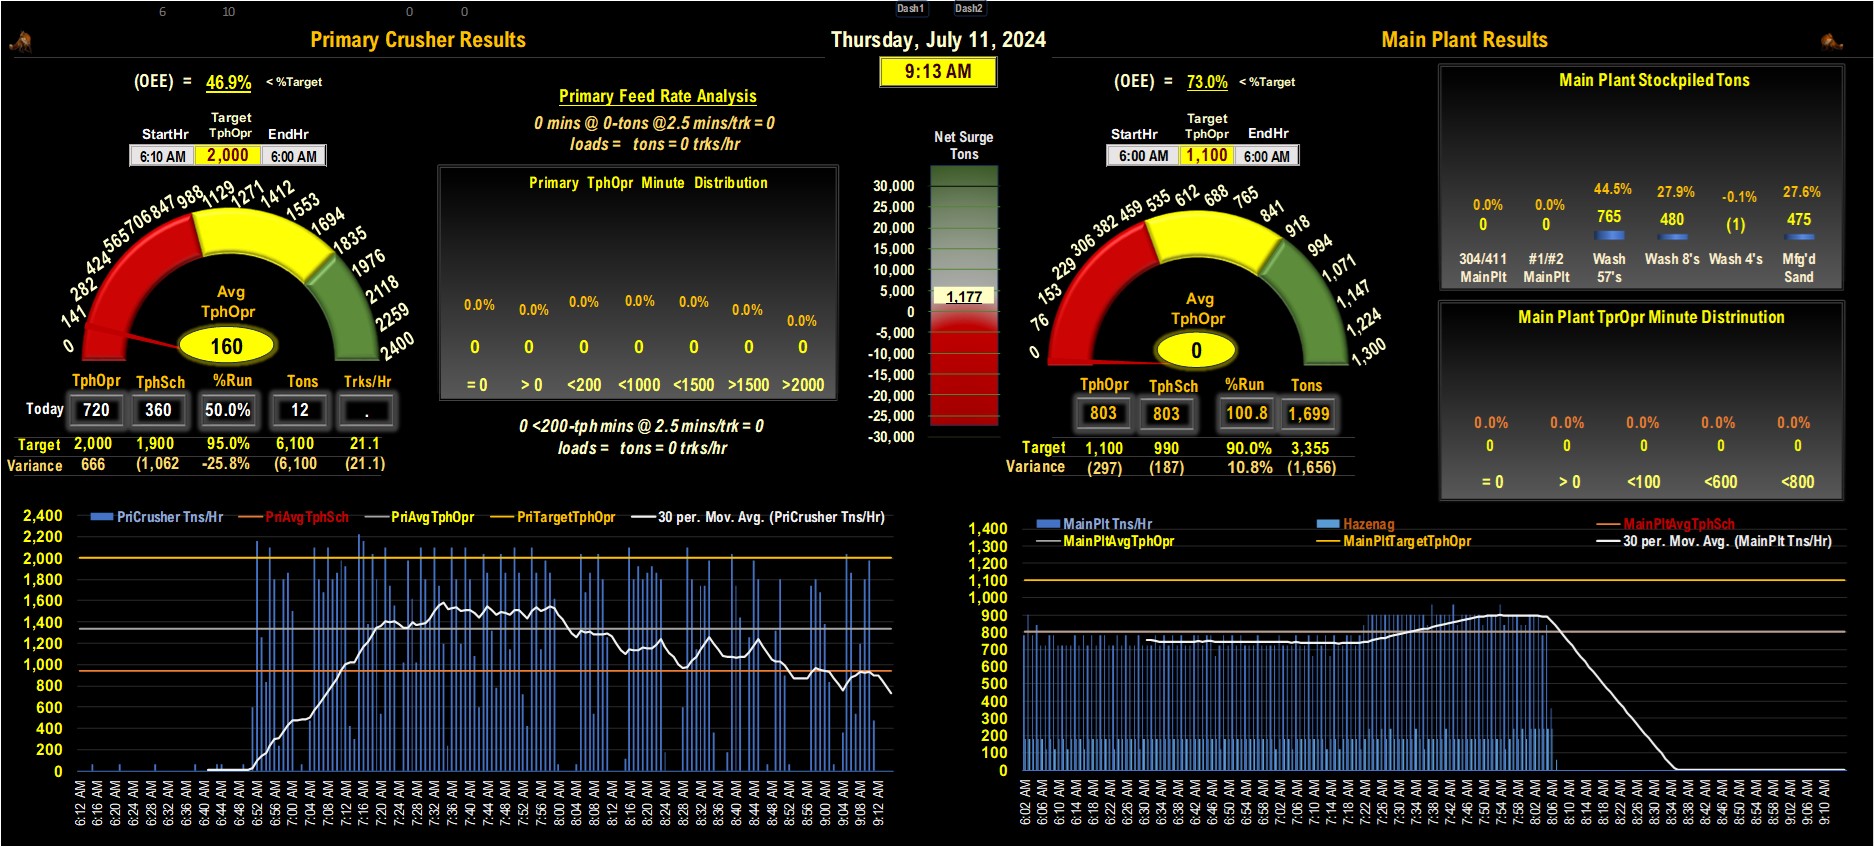 6 10 0 0 Dash1 Dash2
Primary Crusher Results
Thursday, July 11, 2024
Main Plant Results
9:13 AM
(OEE) = 46.9% < %Target
Target
StartHr TphOpr EndHr
6:10 AM 2,000 6:00 AM
0 141 282 424 565 706 847 988 1129 1271 1412 1553 1694 1835 1976 2118 2259 2400
Avg
TphOpr
160
TphOpr TphSch %Run Tons Trks/Hr
Today 720 360 50.0% 12 .
Target 2,000 1,900 95.0% 6,100 21.1
Variance 666 (1,062 -25.8% (6,100 (21.1)
Primary Feed Rate Analysis
0 mins @ 0-tons @2.5 mins/trk = 0
loads = tons = 0 trks/hr
Primary TphOpr Minute Distribution
0.0% 0.0% 0.0% 0.0% 0.0% 0.0% 0.0%
0 0 0 0 0 0 0
= 0 > 0 <200 <1000 <1500 >1500 >2000
0 <200-tph mins @ 2.5 mins/trk = 0
loads = tons = 0 trks/hr
Net Surge
Tons
30,000
25,000
20,000
15,000
10,000
5,000
1,177
0
-5,000
-10,000
-15,000
-20,000
-25,000
-30,000
(OEE) = 73.0% < %Target
Target
StartHr TphOpr EndHr
6:00 AM 1,100 6:00 AM
0 76 153 229 306 382 459 535 612 688 765 841 918 994 1,071 1,147 1,224 1,300
Avg
TphOpr
0
TphOpr TphSch %Run Tons
803 803 100.8 1,699
Target 1,100 990 90.0% 3,355
Variance (297) (187) 10.8% (1,656)
Main Plant Stockpiled Tons
0.0% 0.0% 44.5% 27.9% -0.1% 27.6%
0 0 765 480 (1) 475
304/411 #1/#2 Wash Wash 8's Wash 4's Mfg'd
MainPlt MainPlt 57's Sand
Main Plant TprOpr Minute Distrinution
0.0% 0.0% 0.0% 0.0% 0.0%
0 0 0 0 0
= 0 > 0 <100 <600 <800
PriCrusher Tns/Hr PriAvgTphSch PriAvgTphOpr PriTargetTphOpr 30 per. Mov. Avg. (PriCrusher Tns/Hr)
2,400
2,200
2,000
1,800
1,600
1,400
1,200
1,000
800
600
400
200
0
6:12 AM 6:16 AM 6:20 AM 6:24 AM 6:28 AM 6:32 AM 6:36 AM 6:40 AM 6:44 AM 6:48 AM 6:52 AM 6:56 AM 7:00 AM 7:04 AM 7:08 AM 7:12 AM 7:16 AM 7:20 AM 7:24 AM 7:28 AM 7:32 AM 7:36 AM 7:40 AM 7:44 AM 7:48 AM 7:52 AM 7:56 AM 8:00 AM 8:04 AM 8:08 AM 8:12 AM 8:16 AM 8:20 AM 8:24 AM 8:28 AM 8:32 AM 8:36 AM 8:40 AM 8:44 AM 8:48 AM 8:52 AM 8:56 AM 9:00 AM 9:04 AM 9:08 AM 9:12 AM
MainPlt Tns/Hr Hazenag MainPltAvgTphSch
MainPltAvgTphOpr MainPltTargetTphOpr 30 per. Mov. Avg. (MainPlt Tns/Hr)
1,400
1,300
1,200
1,100
1,000
900
800
700
600
500
400
300
200
100
0
6:02 AM 6:06 AM 6:10 AM 6:14 AM 6:18 AM 6:22 AM 6:26 AM 6:30 AM 6:34 AM 6:38 AM 6:42 AM 6:46 AM 6:50 AM 6:54 AM 6:58 AM 7:02 AM 7:06 AM 7:10 AM 7:14 AM 7:18 AM 7:22 AM 7:26 AM 7:30 AM 7:34 AM 7:38 AM 7:42 AM 7:46 AM 7:50 AM 7:54 AM 7:58 AM 8:02 AM 8:06 AM 8:10 AM 8:14 AM 8:18 AM 8:22 AM 8:26 AM 8:30 AM 8:34 AM 8:38 AM 8:42 AM 8:46 AM 8:50 AM 8:54 AM 8:58 AM 9:02 AM 9:06 AM 9:10 AM